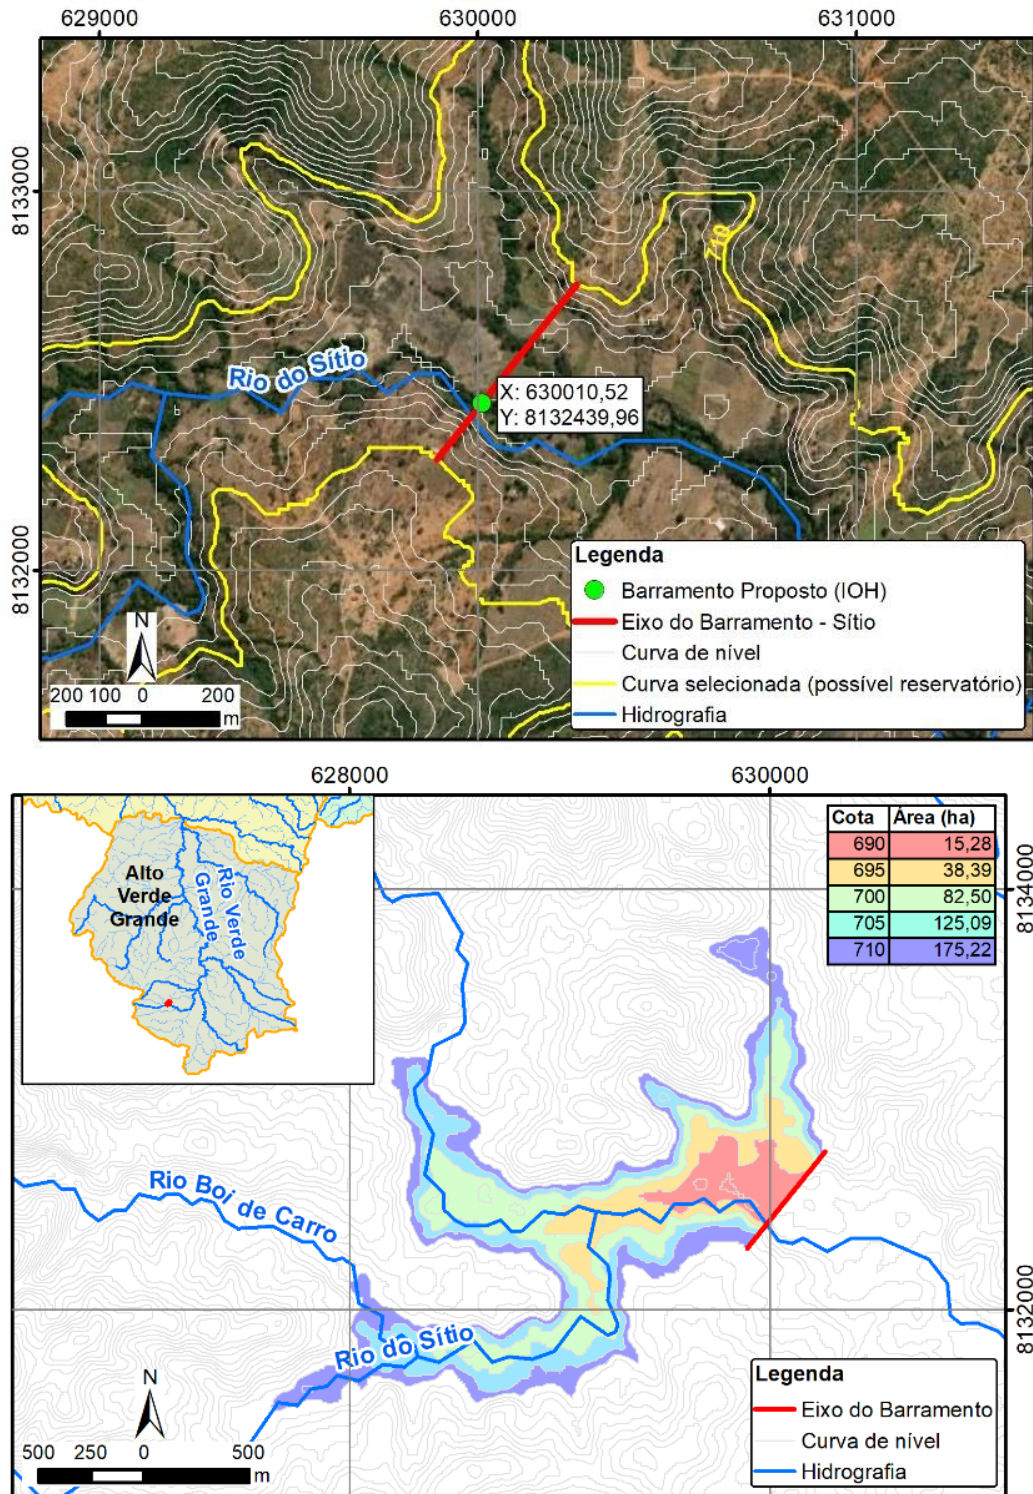 629000 630000 631000
8133000
8132000
710
Rio do Sítio
X: 630010,52
Y: 8132439,96
N
200 100 0 200
m
Legenda
Barramento Proposto (IOH)
Eixo do Barramento - Sítio
Curva de nível
Curva selecionada (possível reservatório)
Hidrografia
628000 630000
8134000
8132000
Alto
Verde
Grande
Rio Verde
Grande
Cota Área (ha)
690 15,28
695 38,39
700 82,50
705 125,09
710 175,22
Rio Boi de Carro
Rio do Sítio
N
500 250 0 500
m
Legenda
Eixo do Barramento
Curva de nível
Hidrografia